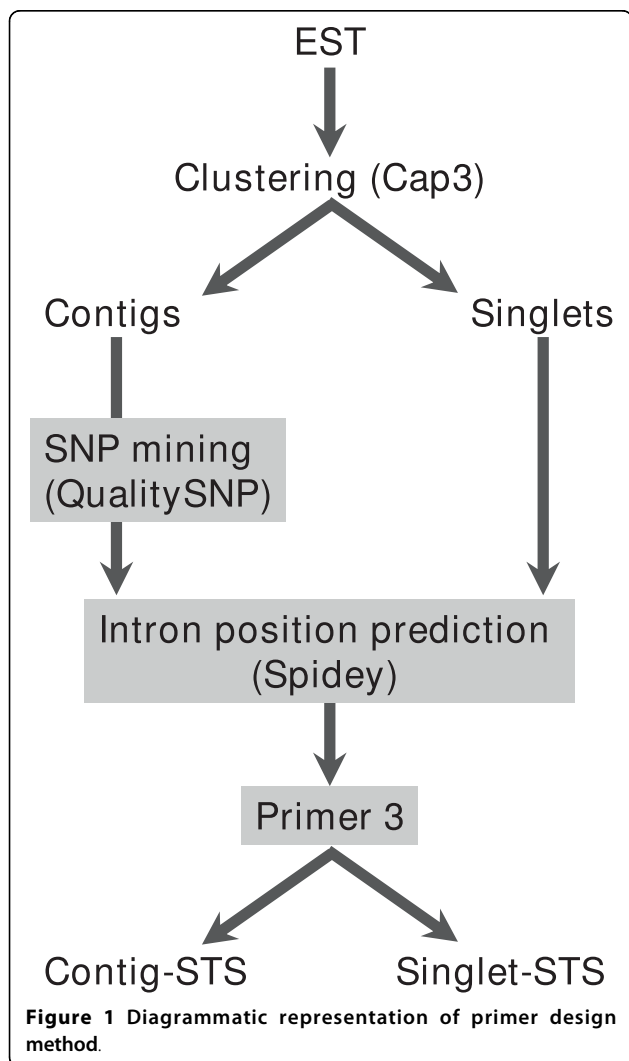 EST
Clustering (Cap3)
Contigs
Singlets
SNP mining
(QualitySNP)
Intron position prediction
(Spidey)
Primer 3
Contig-STS
Singlet-STS
Figure 1 Diagrammatic representation of primer design
method.